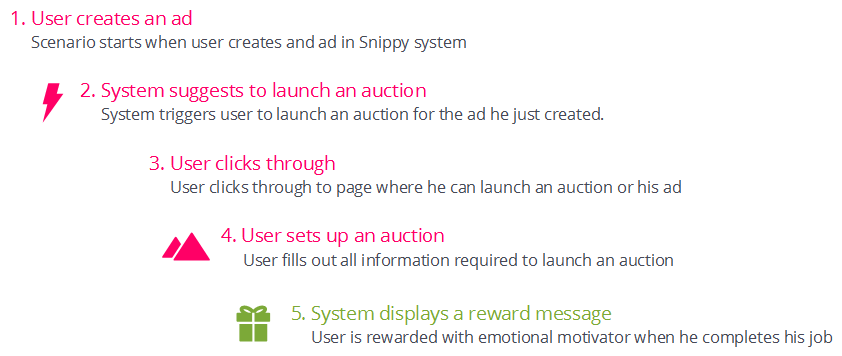 1. User creates an ad
Scenario starts when user creates and ad in Snippy system
2. System suggests to launch an auction
System triggers user to launch an auction for the ad he just created.
3. User clicks through
User clicks through to page where he can launch an auction or his ad
4. User sets up an auction
User fills out all information required to launch an auction
5. System displays a reward message
User is rewarded with emotional motivator when he completes his job